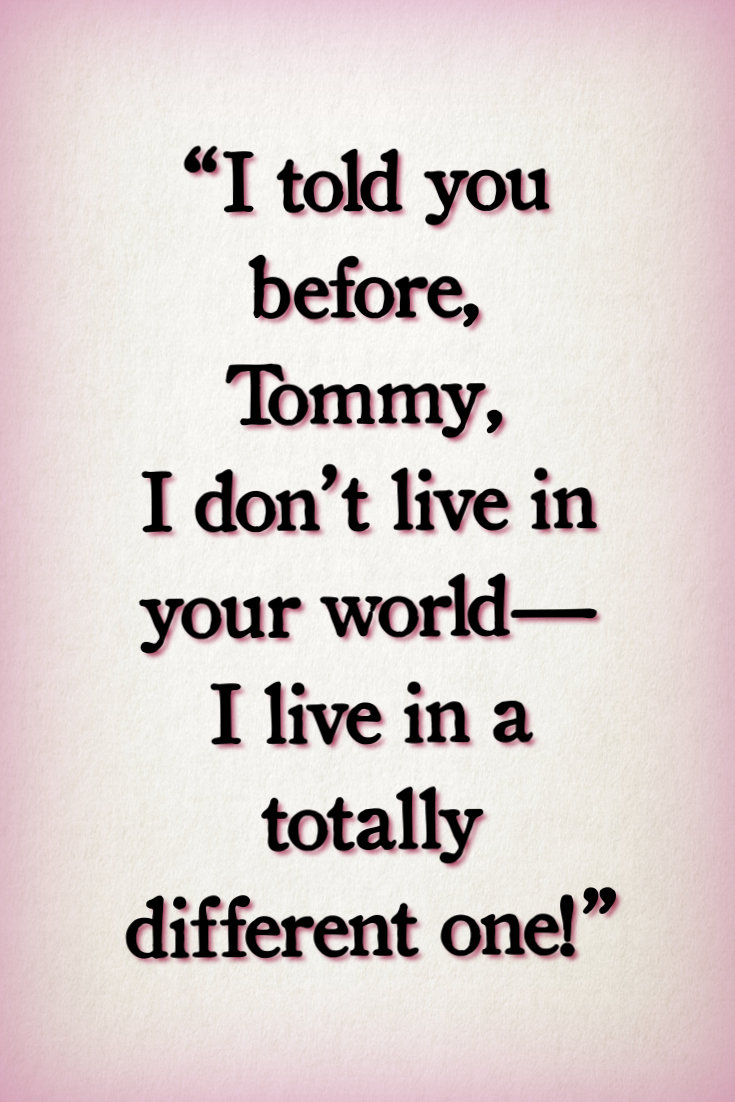 “I told you
before,
Tommy,
I don’t live in
your world—
I live in a
totally
different one!”